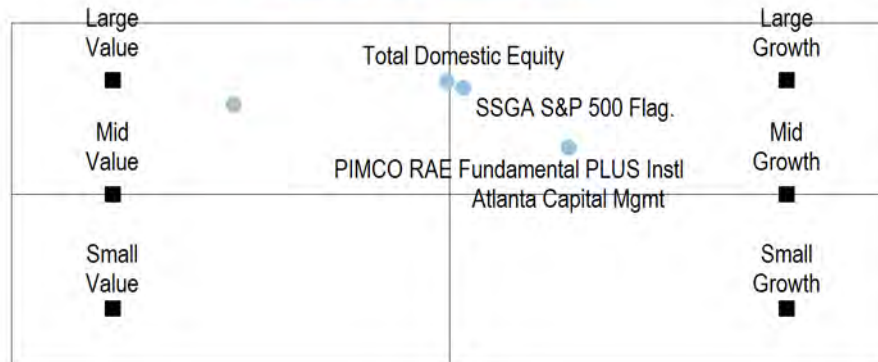 Large
Value
Large
Growth
Total Domestic Equity
SSGA S&P 500 Flag.
Mid
Value
Mid
Growth
PIMCO RAE Fundamental PLUS Instl
Atlanta Capital Mgmt
Small
Value
Small
Growth